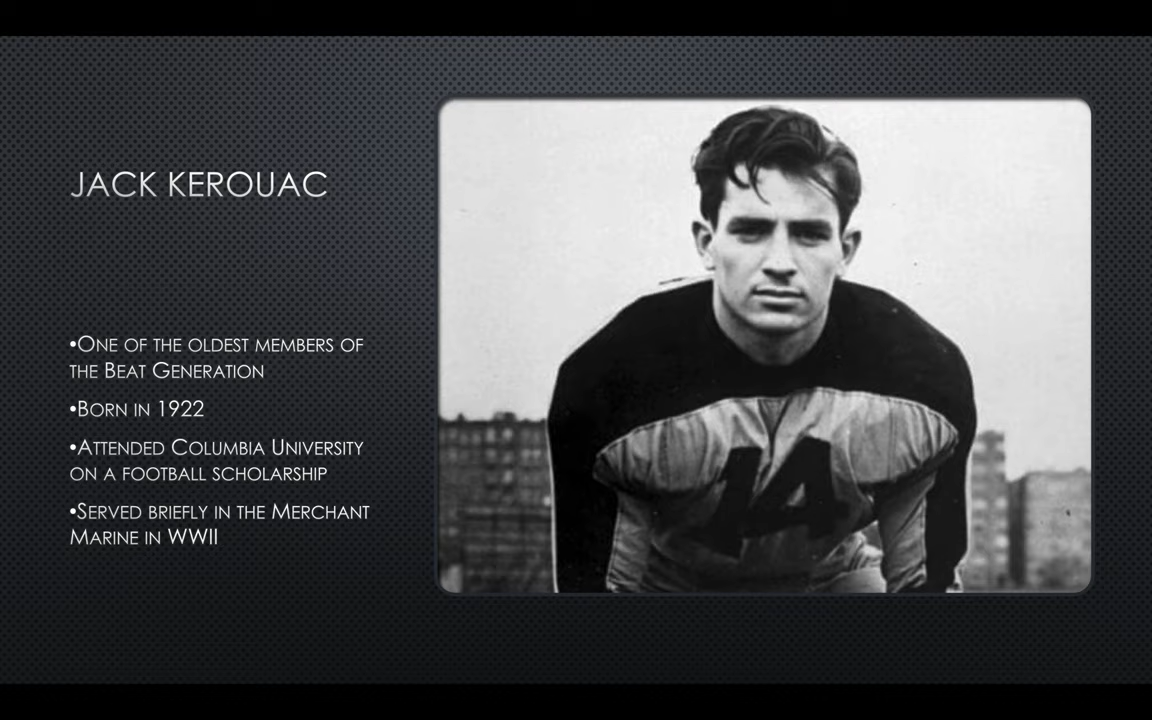 JACK KEROUAC
•ONE OF THE OLDEST MEMBERS OF
THE BEAT GENERATION
•BORN IN 1922
•ATTENDED COLUMBIA UNIVERSITY
ON A FOOTBALL SCHOLARSHIP
•SERVED BRIEFLY IN THE MERCHANT
MARINE IN WWII
14